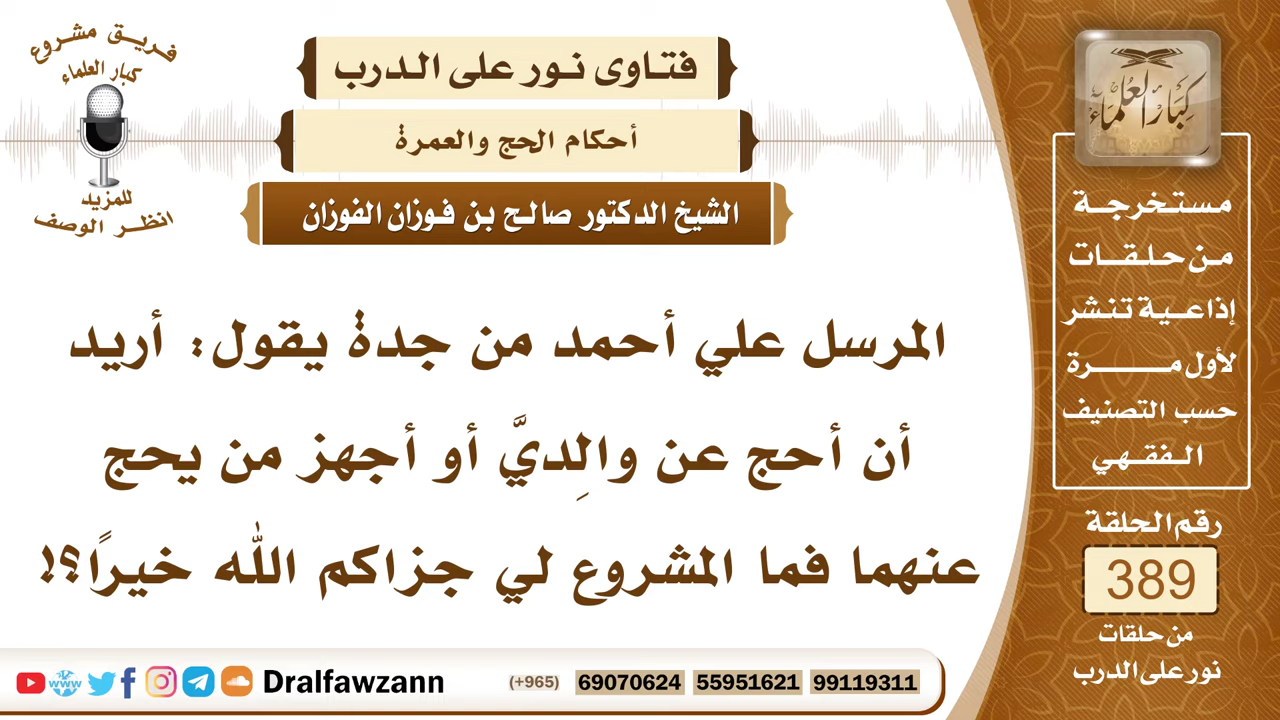 فريق مشروع
كبار العلماء
للمزيد
انظر الوصف
فتاوى نور على الدرب
أحكام الحج والعمرة
الشيخ الدكتور صالح بن فوزان الفوزان
المرسل علي أحمد من جدة يقول: أريد
أن أحج عن والِديَّ أو أجهز من يحج
عنهما فما المشروع لي جزاكم الله خيراً؟!
كبار العلماء
مستخرجة
من حلقات
إذاعية تنشر
لأول مرة
حسب التصنيف
الفقهي
رقم الحلقة
389
من حلقات
نور على الدرب
www Dralfawzann (+965) 69070624 55951621 99119311